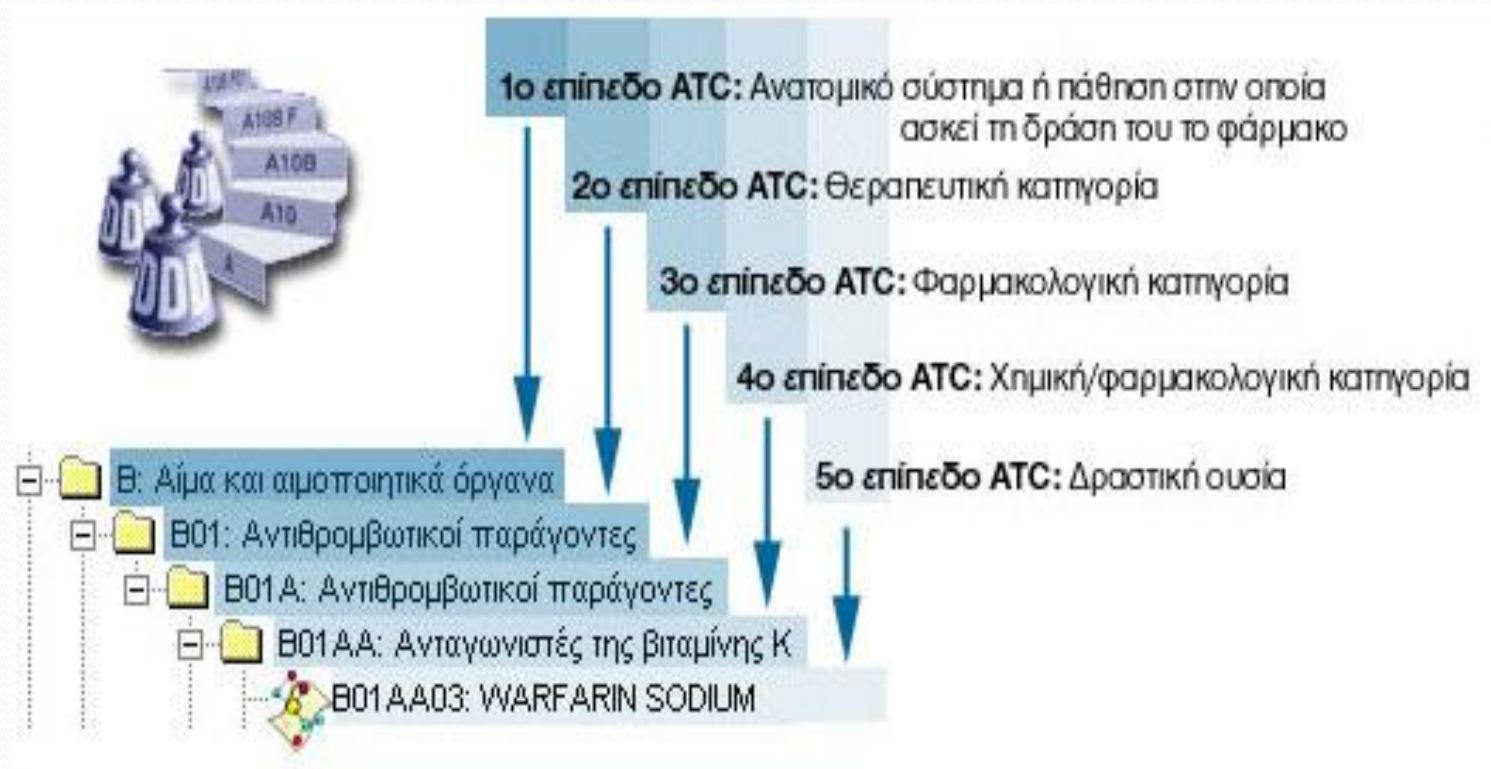 1ο επίπεδο ATC: Ανατομικό σύστημα ή πάθηση στην οποία
ασκεί τη δράση του το φάρμακο
A10B F
A10B
2ο επίπεδο ATC: Θεραπευτική κατηγορία
A10
A
DDD
3ο επίπεδο ATC: Φαρμακολογική κατηγορία
4ο επίπεδο ATC: Χημική/φαρμακολογική κατηγορία
B: Αίμα και αιμοποιητικά όργανα
5ο επίπεδο ATC: Δραστική ουσία
B01: Αντιθρομβωτικοί παράγοντες
B01A: Αντιθρομβωτικοί παράγοντες
B01AA: Ανταγωνιστές της βιταμίνης Κ
B01AA03: WARFARIN SODIUM